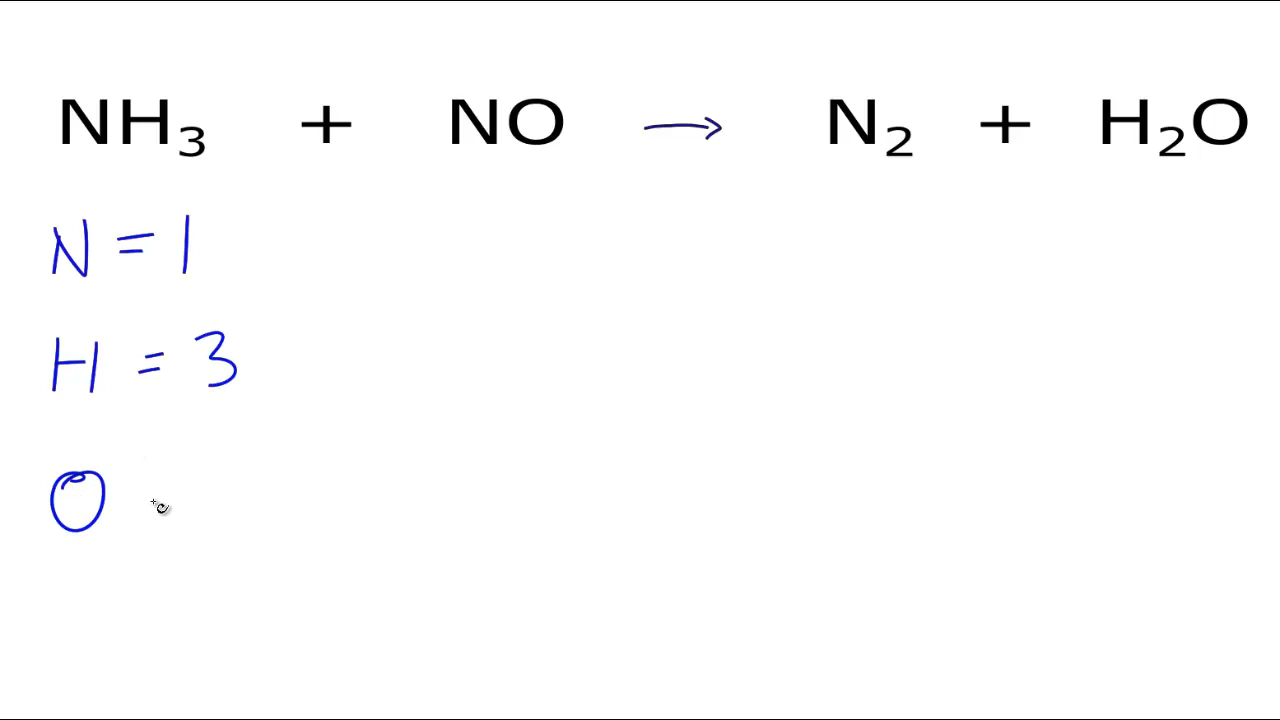 NH₃ + NO → N₂ + H₂O
N = 1
H = 3
O